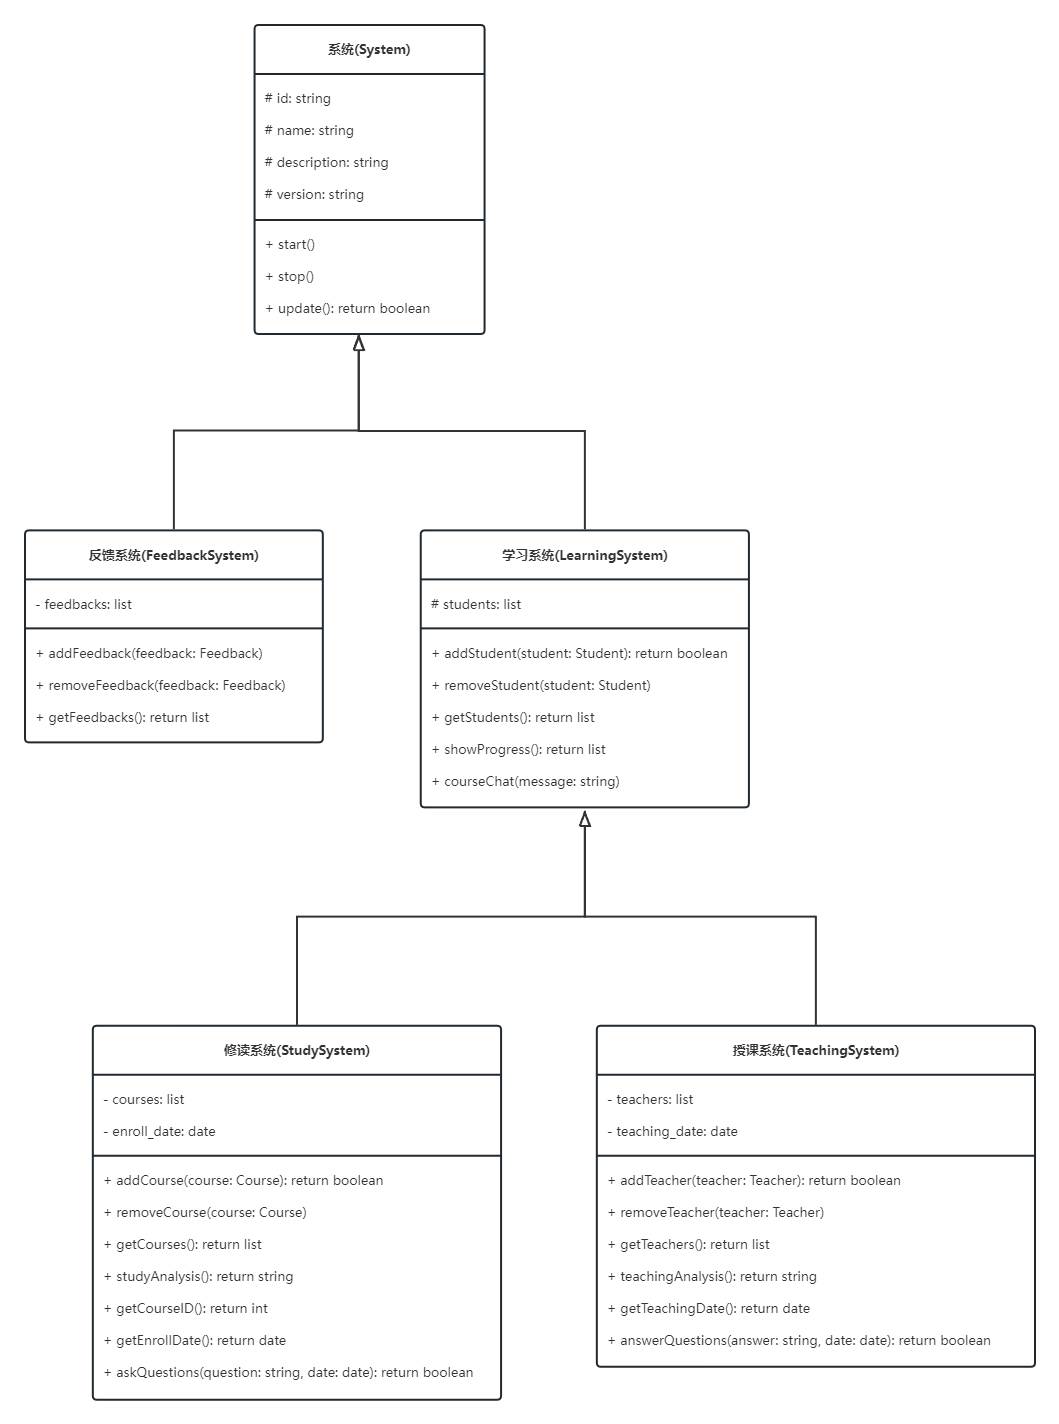 系统(System)
# id: string
# name: string
# description: string
# version: string
+ start()
+ stop()
+ update(): return boolean
反馈系统(FeedbackSystem)
- feedbacks: list
+ addFeedback(feedback: Feedback)
+ removeFeedback(feedback: Feedback)
+ getFeedbacks(): return list
学习系统(LearningSystem)
# students: list
+ addStudent(student: Student): return boolean
+ removeStudent(student: Student)
+ getStudents(): return list
+ showProgress(): return list
+ courseChat(message: string)
修读系统(StudySystem)
- courses: list
- enroll_date: date
+ addCourse(course: Course): return boolean
+ removeCourse(course: Course)
+ getCourses(): return list
+ studyAnalysis(): return string
+ getCourseID(): return int
+ getEnrollDate(): return date
+ askQuestions(question: string, date: date): return boolean
授课系统(TeachingSystem)
- teachers: list
- teaching_date: date
+ addTeacher(teacher: Teacher): return boolean
+ removeTeacher(teacher: Teacher)
+ getTeachers(): return list
+ teachingAnalysis(): return string
+ getTeachingDate(): return date
+ answerQuestions(answer: string, date: date): return boolean